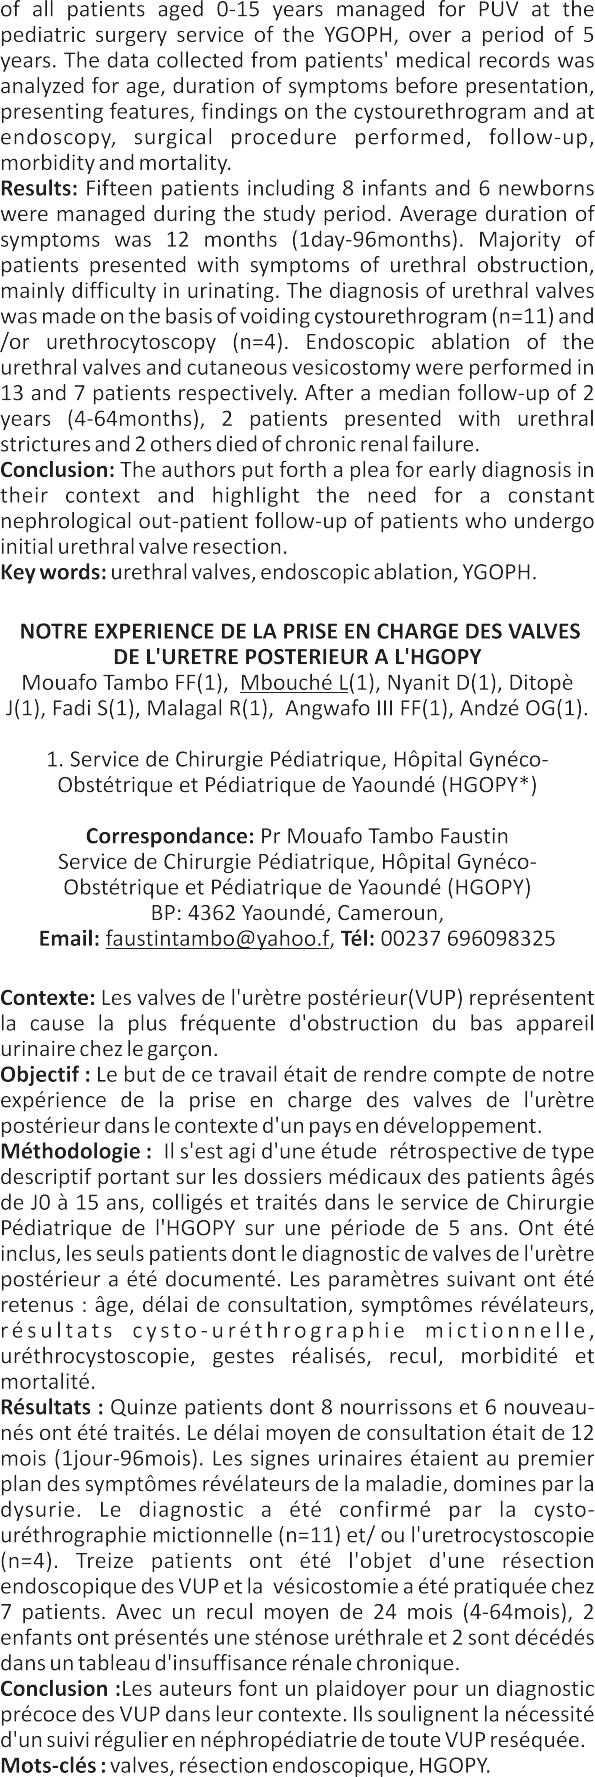 of all patients aged 0-15 years managed for PUV at the
pediatric surgery service of the YGOPH, over a period of 5
years. The data collected from patients' medical records was
analyzed for age, duration of symptoms before presentation,
presenting features, findings on the cystourethrogram and at
endoscopy, surgical procedure performed, follow-up,
morbidity and mortality.
Results: Fifteen patients including 8 infants and 6 newborns
were managed during the study period. Average duration of
symptoms was 12 months (1day-96months). Majority of
patients presented with symptoms of urethral obstruction,
mainly difficulty in urinating. The diagnosis of urethral valves
was made on the basis of voiding cystourethrogram (n=11) and
/or urethrocytoscopy (n=4). Endoscopic ablation of the
urethral valves and cutaneous vesicostomy were performed in
13 and 7 patients respectively. After a median follow-up of 2
years (4-64months), 2 patients presented with urethral
strictures and 2 others died of chronic renal failure.
Conclusion: The authors put forth a plea for early diagnosis in
their context and highlight the need for a constant
nephrological out-patient follow-up of patients who undergo
initial urethral valve resection.
Key words: urethral valves, endoscopic ablation, YGOPH.
NOTRE EXPERIENCE DE LA PRISE EN CHARGE DES VALVES
DE L'URETRE POSTERIEUR A L'HGOPY
Mouafo Tambo FF(1), Mbouché L(1), Nyanit D(1), Ditopè
J(1), Fadi S(1), Malagal R(1), Angwafo III FF(1), Andzé OG(1).
1. Service de Chirurgie Pédiatrique, Hôpital Gynéco-
Obstétrique et Pédiatrique de Yaoundé (HGOPY*)
Correspondance: Pr Mouafo Tambo Faustin
Service de Chirurgie Pédiatrique, Hôpital Gynéco-
Obstétrique et Pédiatrique de Yaoundé (HGOPY)
BP: 4362 Yaoundé, Cameroun,
Email: faustintambo@yahoo.f, Tél: 00237 696098325
Contexte: Les valves de l'urètre postérieur(VUP) représentent
la cause la plus fréquente d'obstruction du bas appareil
urinaire chez le garçon.
Objectif : Le but de ce travail était de rendre compte de notre
expérience de la prise en charge des valves de l'urètre
postérieur dans le contexte d'un pays en développement.
Méthodologie : Il s'est agi d'une étude rétrospective de type
descriptif portant sur les dossiers médicaux des patients âgés
de J0 à 15 ans, colligés et traités dans le service de Chirurgie
Pédiatrique de l'HGOPY sur une période de 5 ans. Ont été
inclus, les seuls patients dont le diagnostic de valves de l'urètre
postérieur a été documenté. Les paramètres suivant ont été
retenus : âge, délai de consultation, symptômes révélateurs,
résultats cysto-uréthrographie mictionnelle,
uréthrocystoscopie, gestes réalisés, recul, morbidité et
mortalité.
Résultats : Quinze patients dont 8 nourrissons et 6 nouveau-
nés ont été traités. Le délai moyen de consultation était de 12
mois (1jour-96mois). Les signes urinaires étaient au premier
plan des symptômes révélateurs de la maladie, domines par la
dysurie. Le diagnostic a été confirmé par la cysto-
uréthrographie mictionnelle (n=11) et/ ou l'uretrocystoscopie
(n=4). Treize patients ont été l'objet d'une résection
endoscopique des VUP et la vésicostomie a été pratiquée chez
7 patients. Avec un recul moyen de 24 mois (4-64mois), 2
enfants ont présentés une sténose uréthrale et 2 sont décédés
dans un tableau d'insuffisance rénale chronique.
Conclusion :Les auteurs font un plaidoyer pour un diagnostic
précoce des VUP dans leur contexte. Ils soulignent la nécessité
d'un suivi régulier en néphropédiatrie de toute VUP reséquée.
Mots-clés : valves, résection endoscopique, HGOPY.